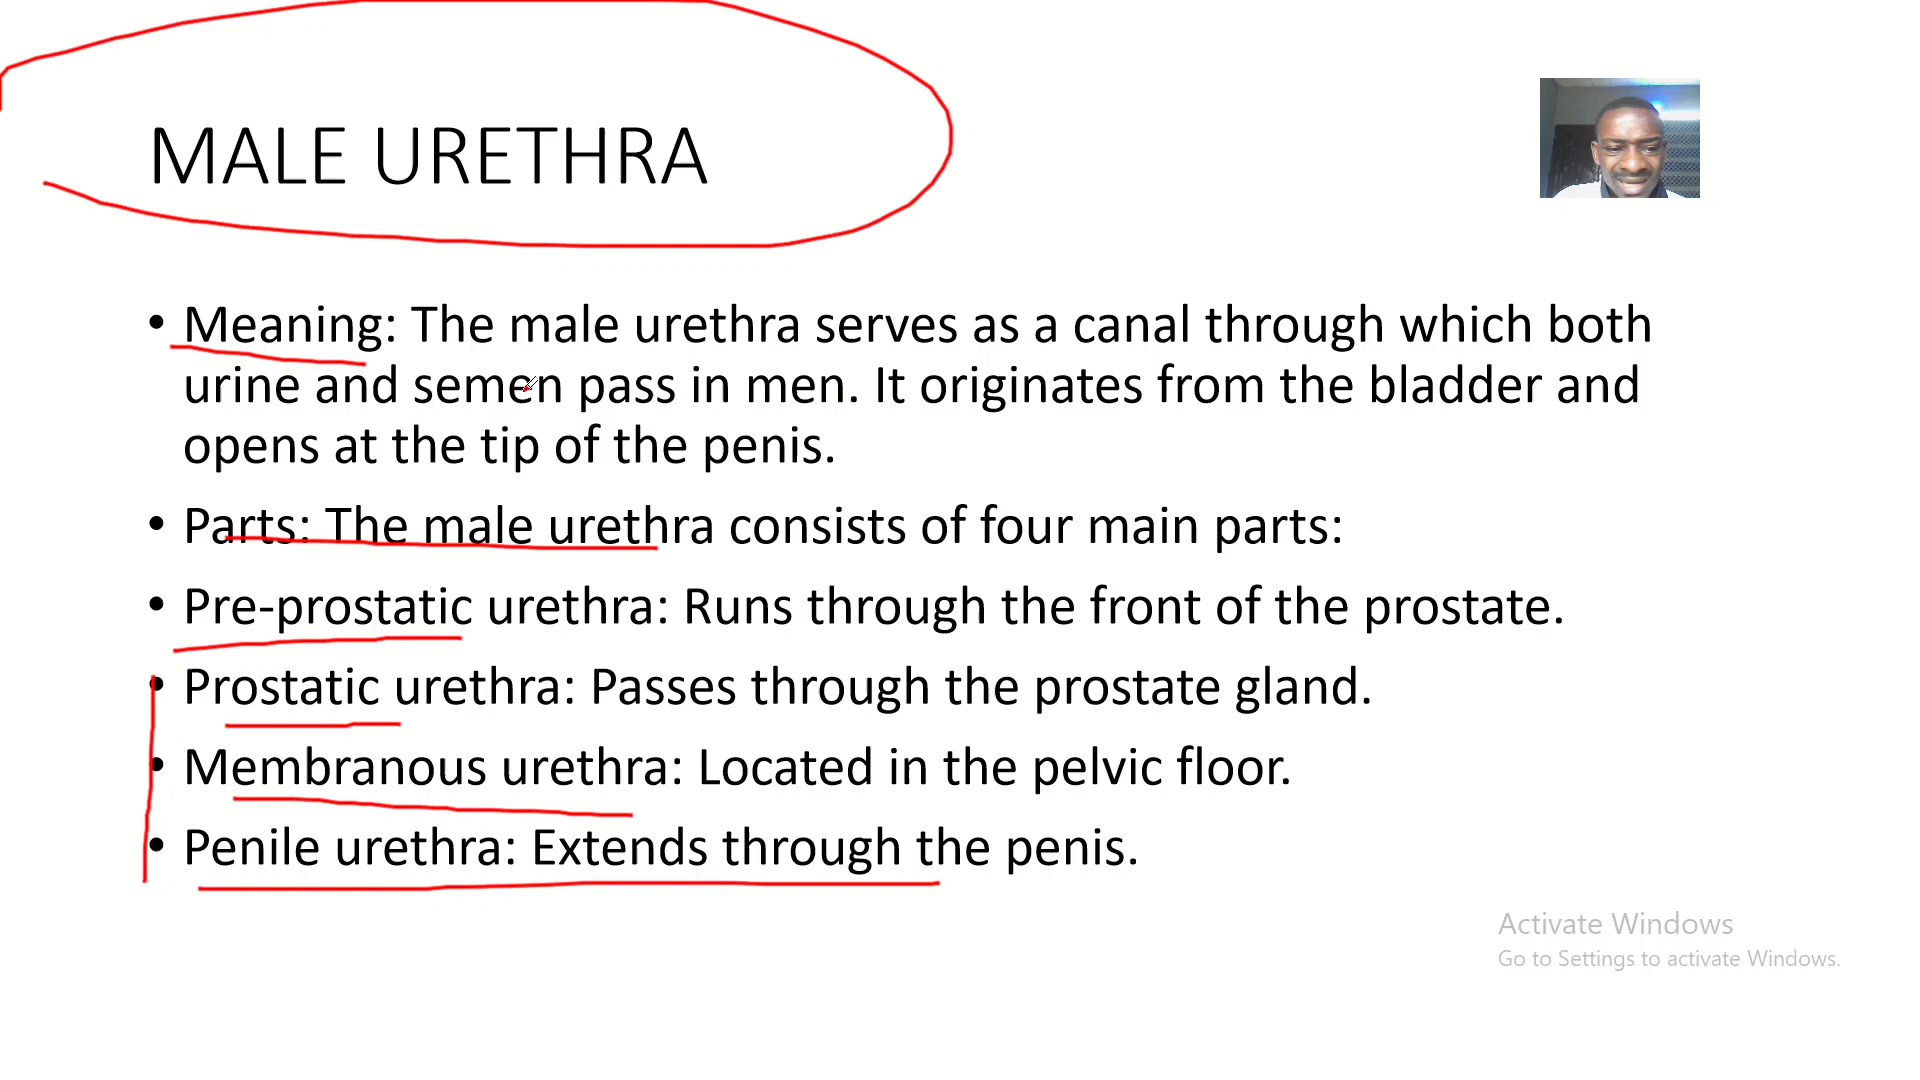 MALE URETHRA
• Meaning: The male urethra serves as a canal through which both
urine and semen pass in men. It originates from the bladder and
opens at the tip of the penis.
• Parts: The male urethra consists of four main parts:
• Pre-prostatic urethra: Runs through the front of the prostate.
• Prostatic urethra: Passes through the prostate gland.
• Membranous urethra: Located in the pelvic floor.
• Penile urethra: Extends through the penis.
Activate Windows
Go to Settings to activate Windows.